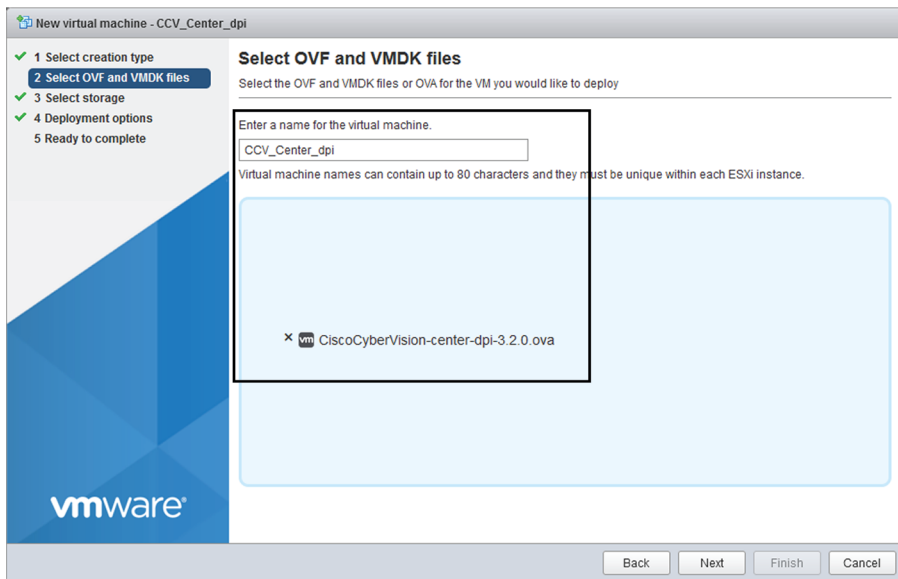 New virtual machine - CCV_Center_dpi
1 Select creation type
2 Select OVF and VMDK files
3 Select storage
4 Deployment options
5 Ready to complete
vmware®
Select OVF and VMDK files
Select the OVF and VMDK files or OVA for the VM you would like to deploy
Enter a name for the virtual machine.
CCV_Center_dpi
Virtual machine names can contain up to 80 characters and they must be unique within each ESXi instance.
× vm CiscoCyberVision-center-dpi-3.2.0.ova
Back Next Finish Cancel